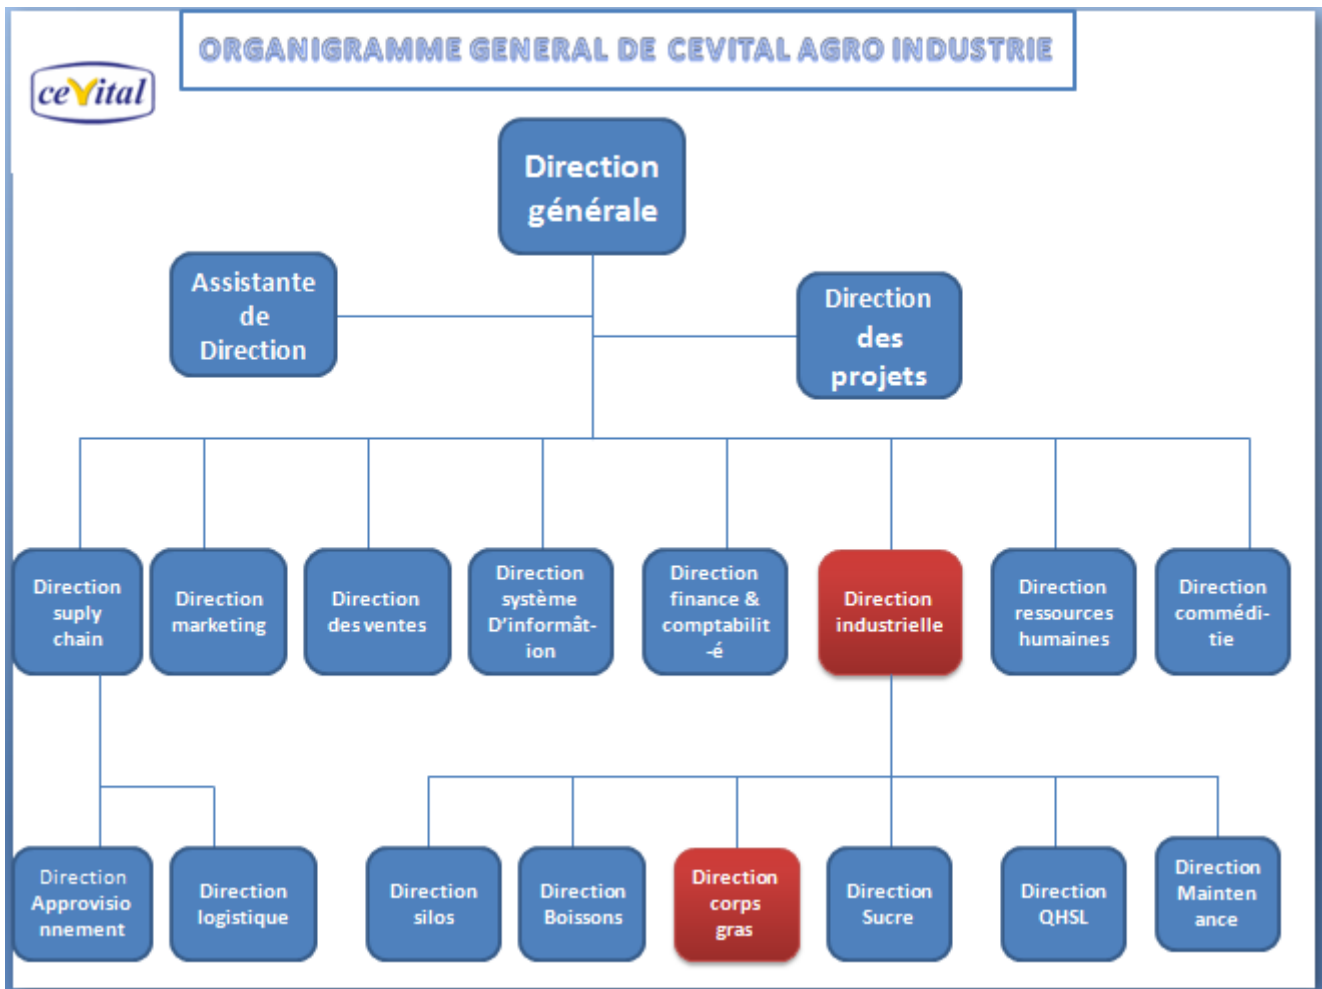 ORGANIGRAMME GENERAL DE CEVITAL AGRO INDUSTRIE
ceVital
Direction
générale
Assistante
de
Direction
Direction
des
projets
Direction
suply
chain
Direction
marketing
Direction
des ventes
Direction
système
D'informât-
ion
Direction
finance &
comptabilit
-é
Direction
industrielle
Direction
ressources
humaines
Direction
commédi-
tie
Direction
Approvisio
nnement
Direction
logistique
Direction
silos
Direction
Boissons
Direction
corps
gras
Direction
Sucre
Direction
QHSL
Direction
Mainten
ance